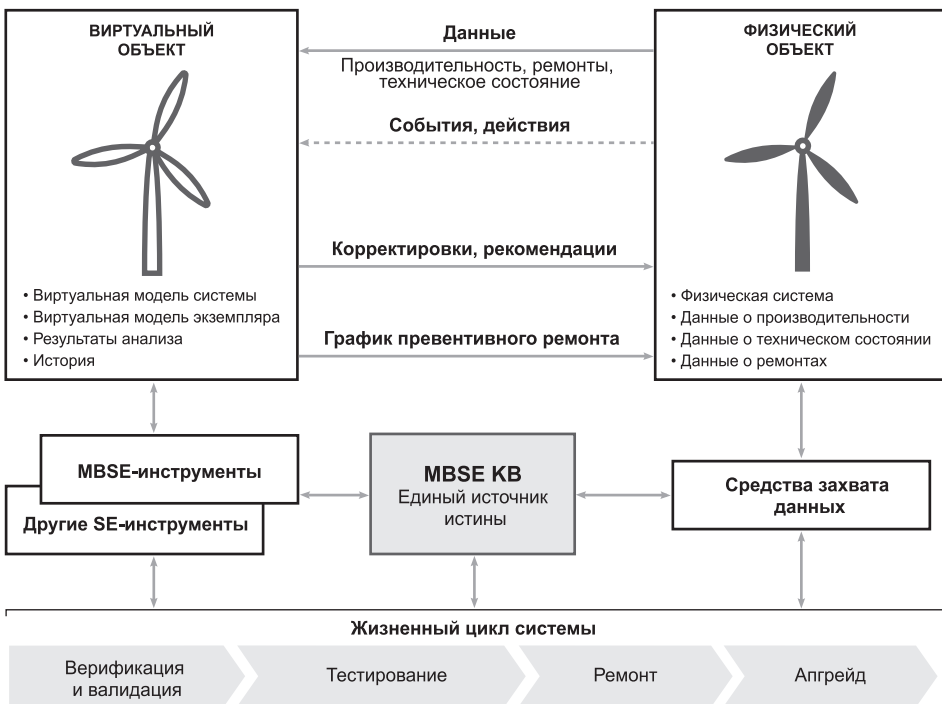 ВИРТУАЛЬНЫЙ
ОБЪЕКТ
• Виртуальная модель системы
• Виртуальная модель экземпляра
• Результаты анализа
• История
Данные
Производительность, ремонты,
техническое состояние
События, действия
Корректировки, рекомендации
График превентивного ремонта
ФИЗИЧЕСКИЙ
ОБЪЕКТ
• Физическая система
• Данные о производительности
• Данные о техническом состоянии
• Данные о ремонтах
MBSE-инструменты
Другие SE-инструменты
MBSE KB
Единый источник
истины
Средства захвата
данных
Жизненный цикл системы
Верификация
и валидация
Тестирование
Ремонт
Апгрейд